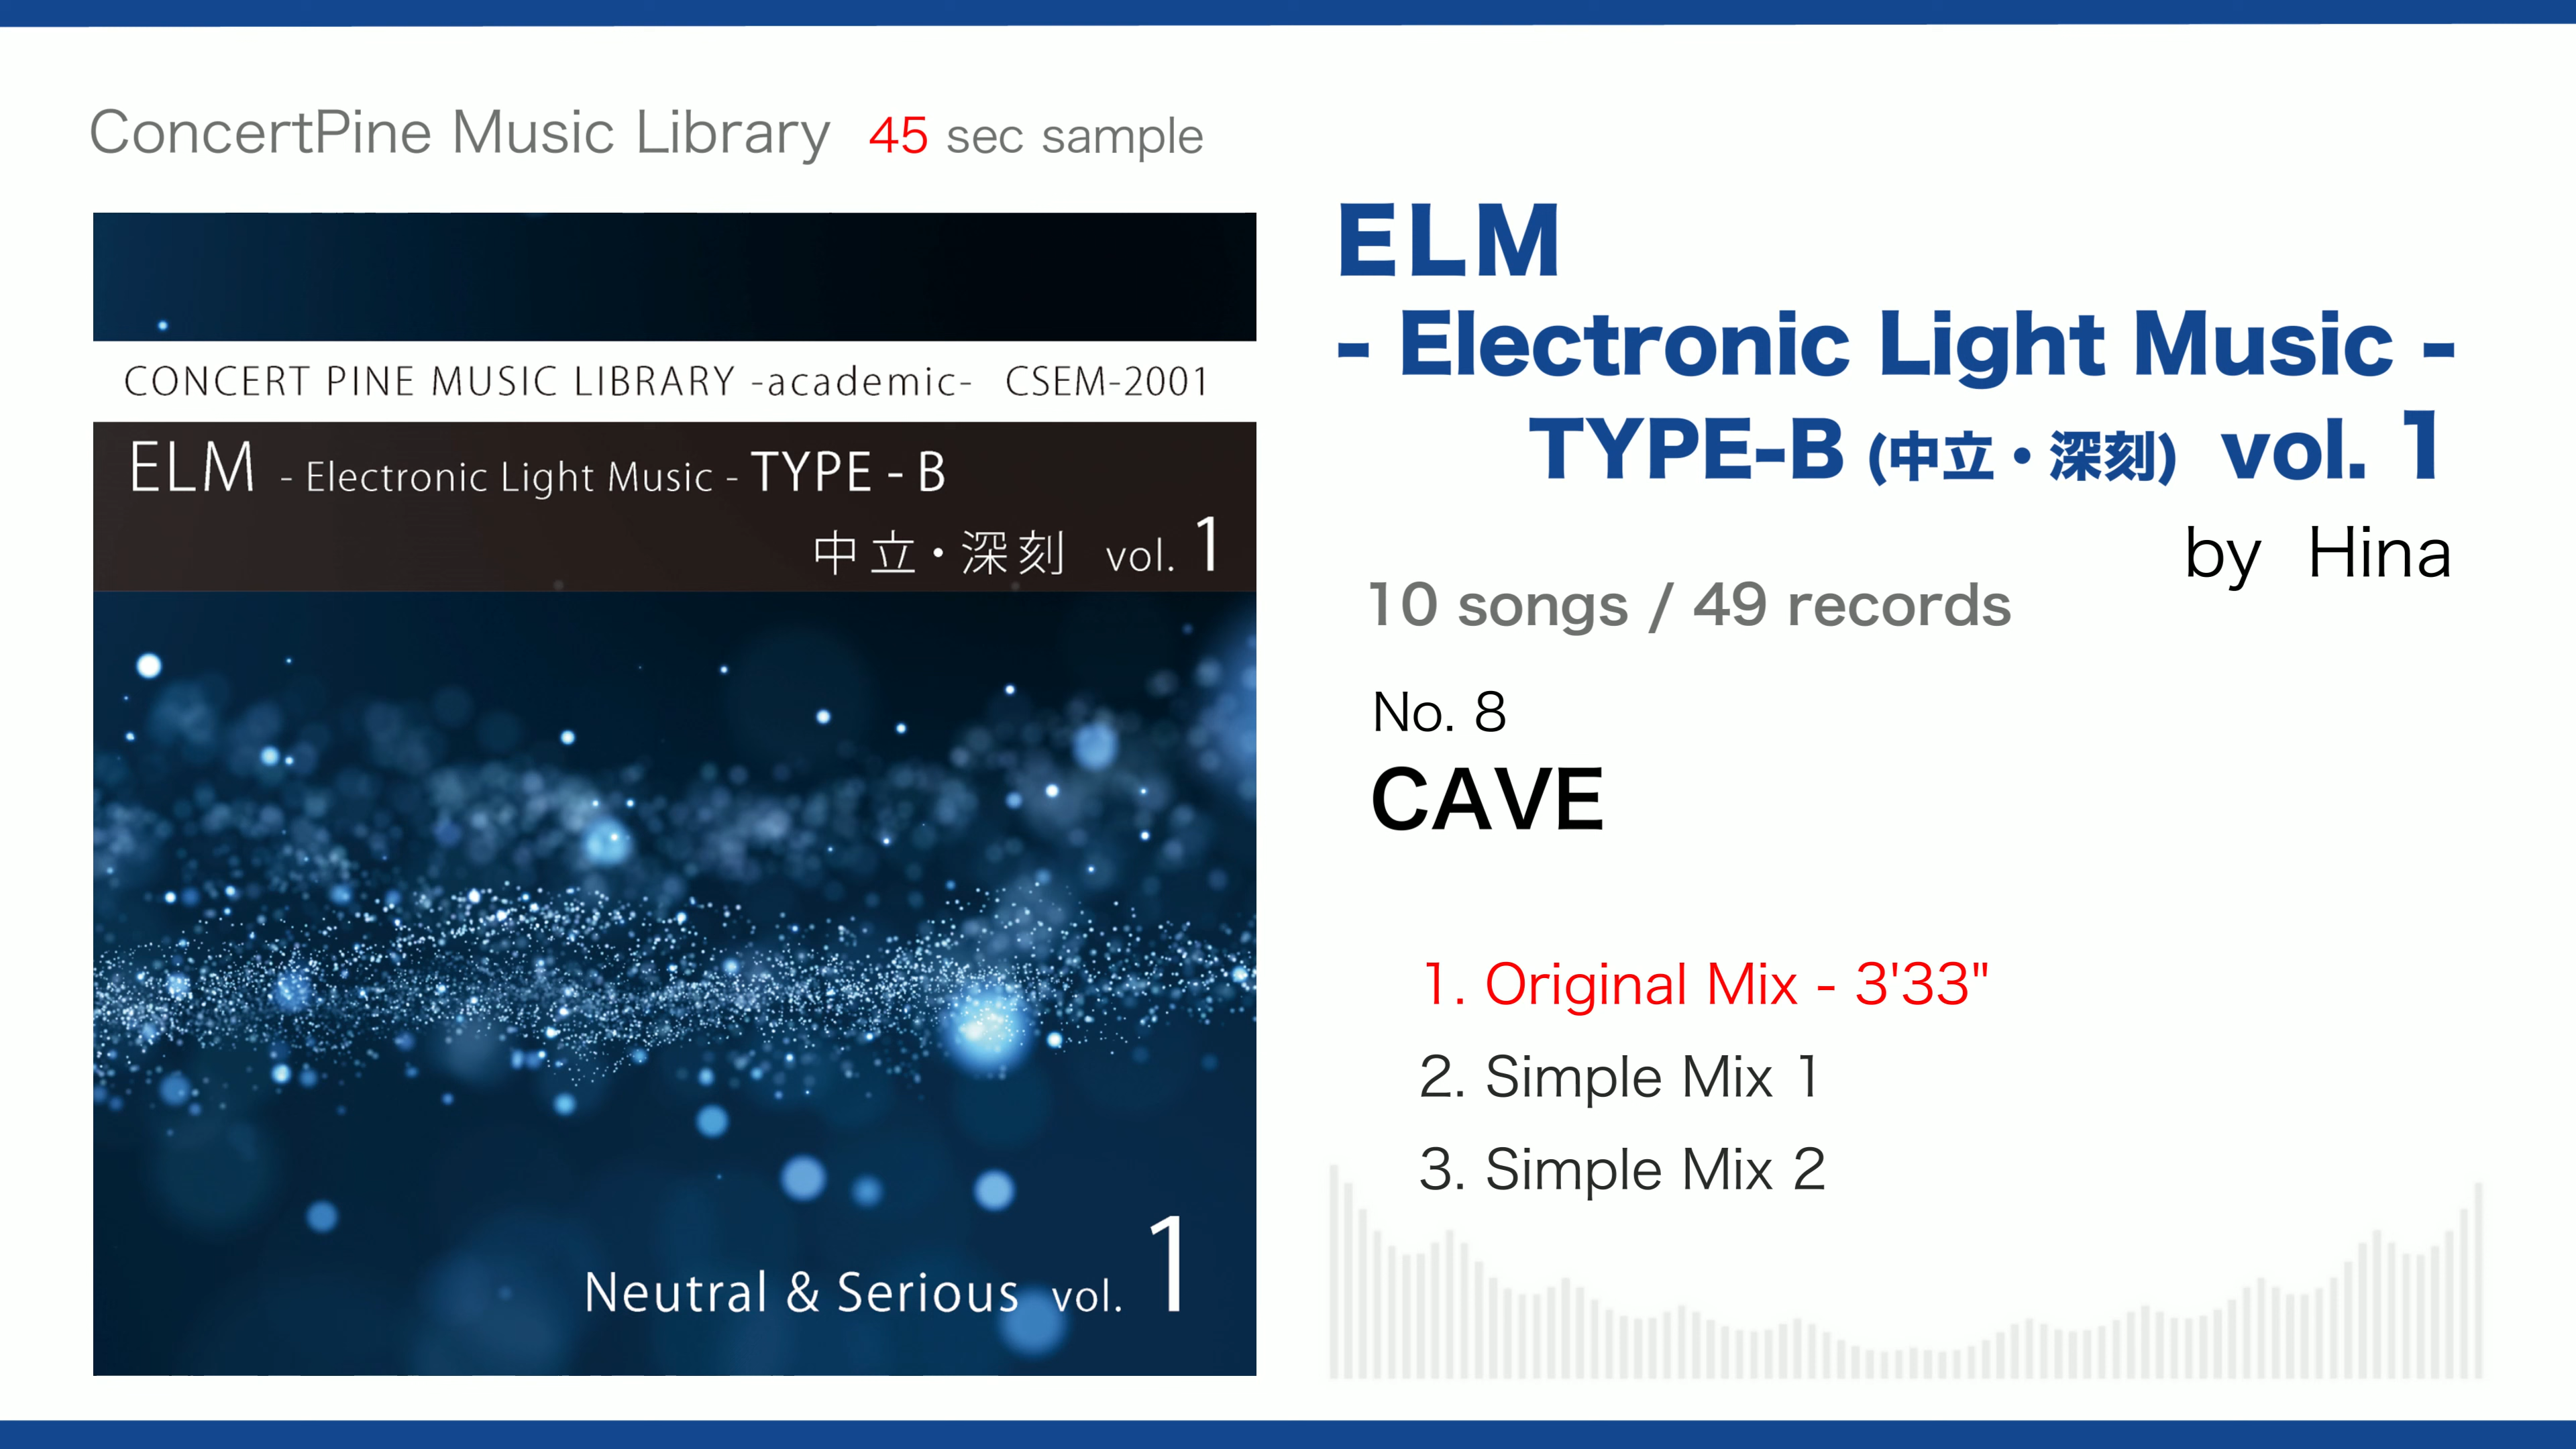 ConcertPine Music Library 45 sec sample
CONCERT PINE MUSIC LIBRARY -academic- CSEM-2001
ELM - Electronic Light Music - TYPE - B
中立・深刻 vol. 1
Neutral & Serious vol. 1
ELM
- Electronic Light Music -
TYPE-B (中立・深刻) vol. 1
by Hina
10 songs / 49 records
No. 8
CAVE
1. Original Mix - 3'33"
2. Simple Mix 1
3. Simple Mix 2